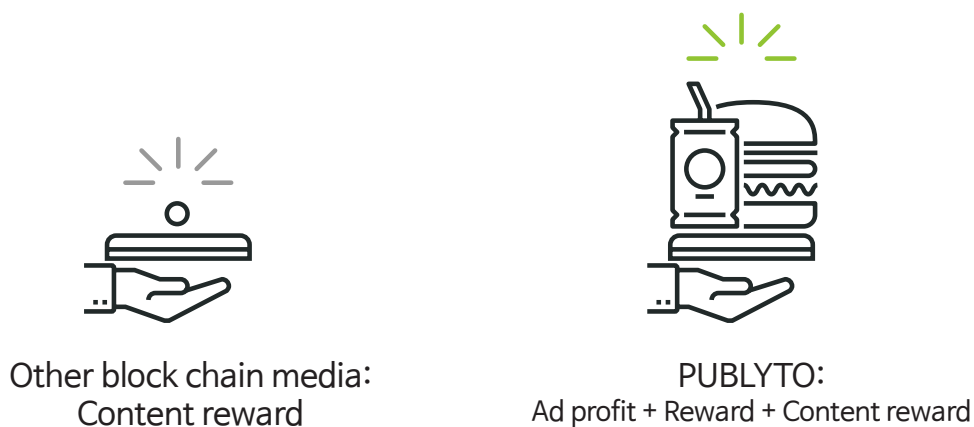 Other block chain media:
Content reward
PUBLYTO:
Ad profit + Reward + Content reward